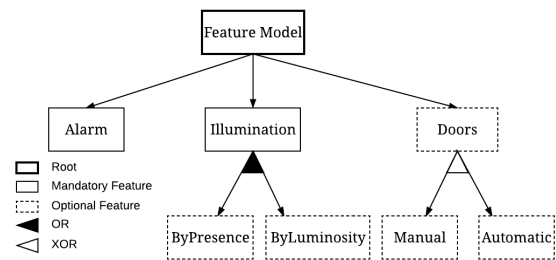 Feature Model
Alarm
Illumination
Doors
Root
Mandatory Feature
Optional Feature
OR
XOR
ByPresence
ByLuminosity
Manual
Automatic